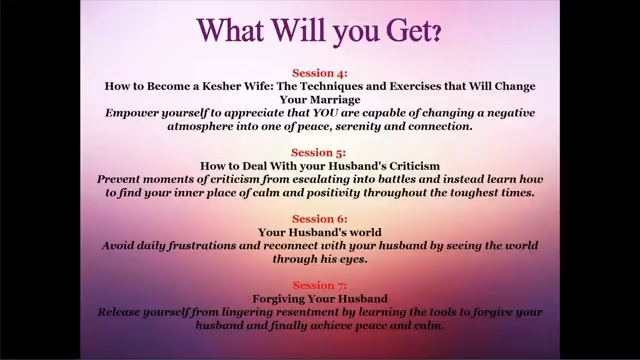 What Will you Get?
Session 4:
How to Become a Kesher Wife: The Techniques and Exercises that Will Change
Your Marriage
Empower yourself to appreciate that YOU are capable of changing a negative
atmosphere into one of peace, serenity and connection.
Session 5:
How to Deal With your Husband's Criticism
Prevent moments of criticism from escalating into battles and instead learn how
to find your inner place of calm and positivity throughout the toughest times.
Session 6:
Your Husband's world
Avoid daily frustrations and reconnect with your husband by seeing the world
through his eyes.
Session 7:
Forgiving Your Husband
Release yourself from lingering resentment by learning the tools to forgive your
husband and finally achieve peace and calm.